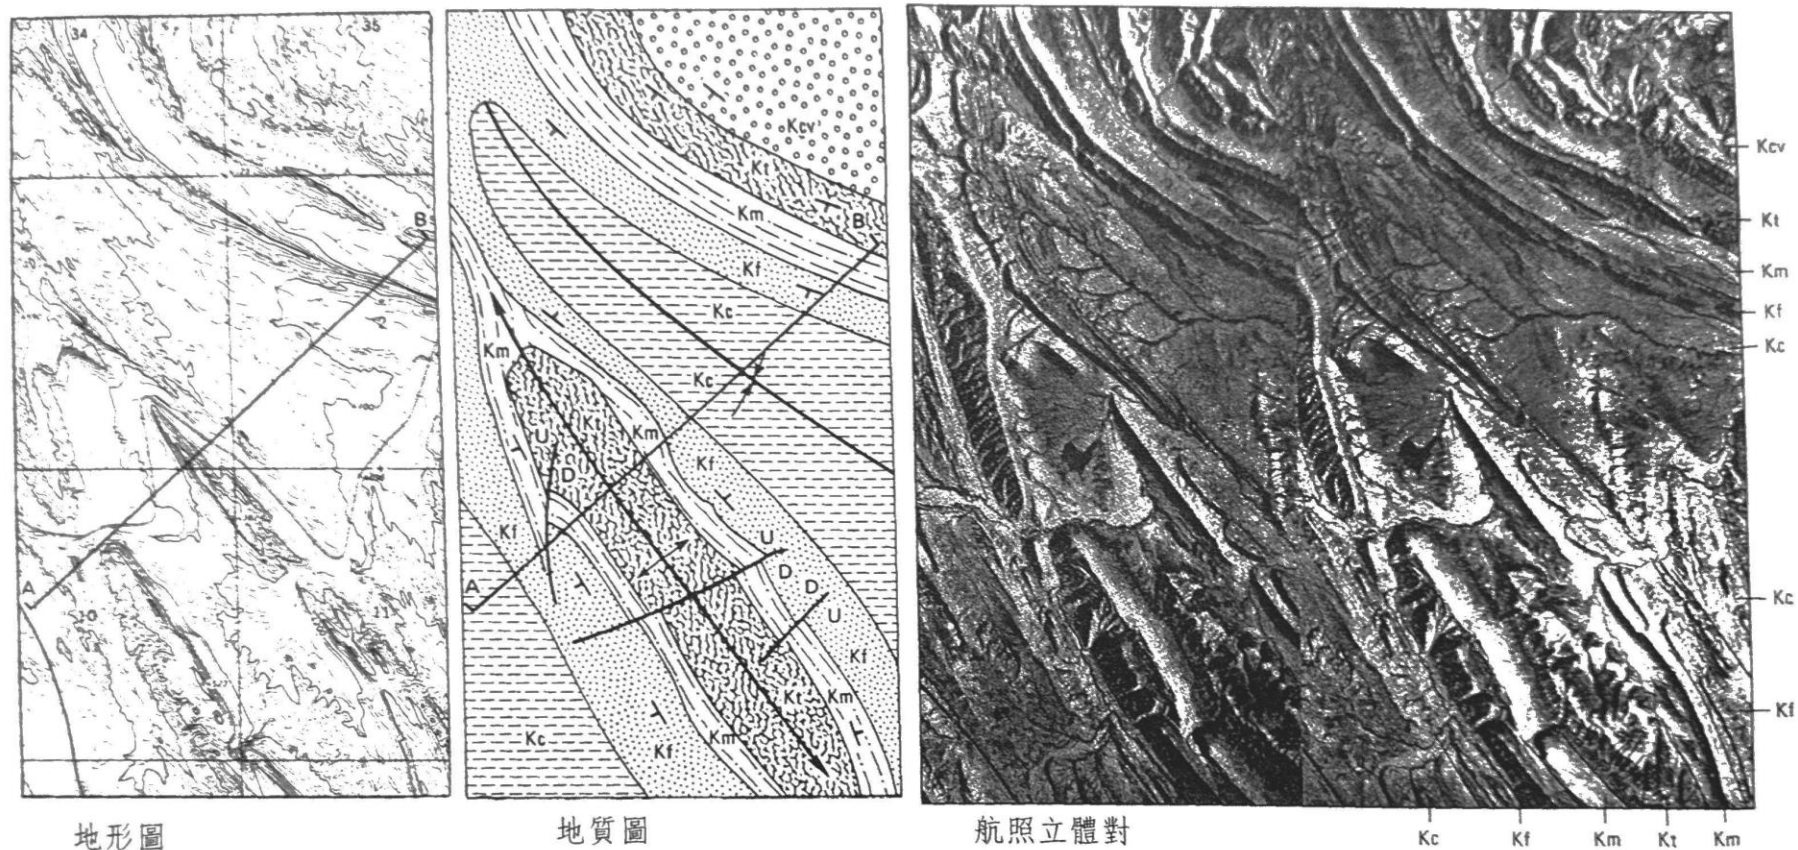 34
35
B
A
10
11
地形圖
Kcv
Kt
B
Km
Kf
Kc
Kc
Km
U
Kt
Km
D
Kf
Kf
A
U
D
D
U
Kf
Kt
Km
Kc
Kf
Km
地質圖
Kcv
Kt
Km
Kf
Kc
Kc
Kf
Kc
Kf
Km
Kt
Km
航照立體對